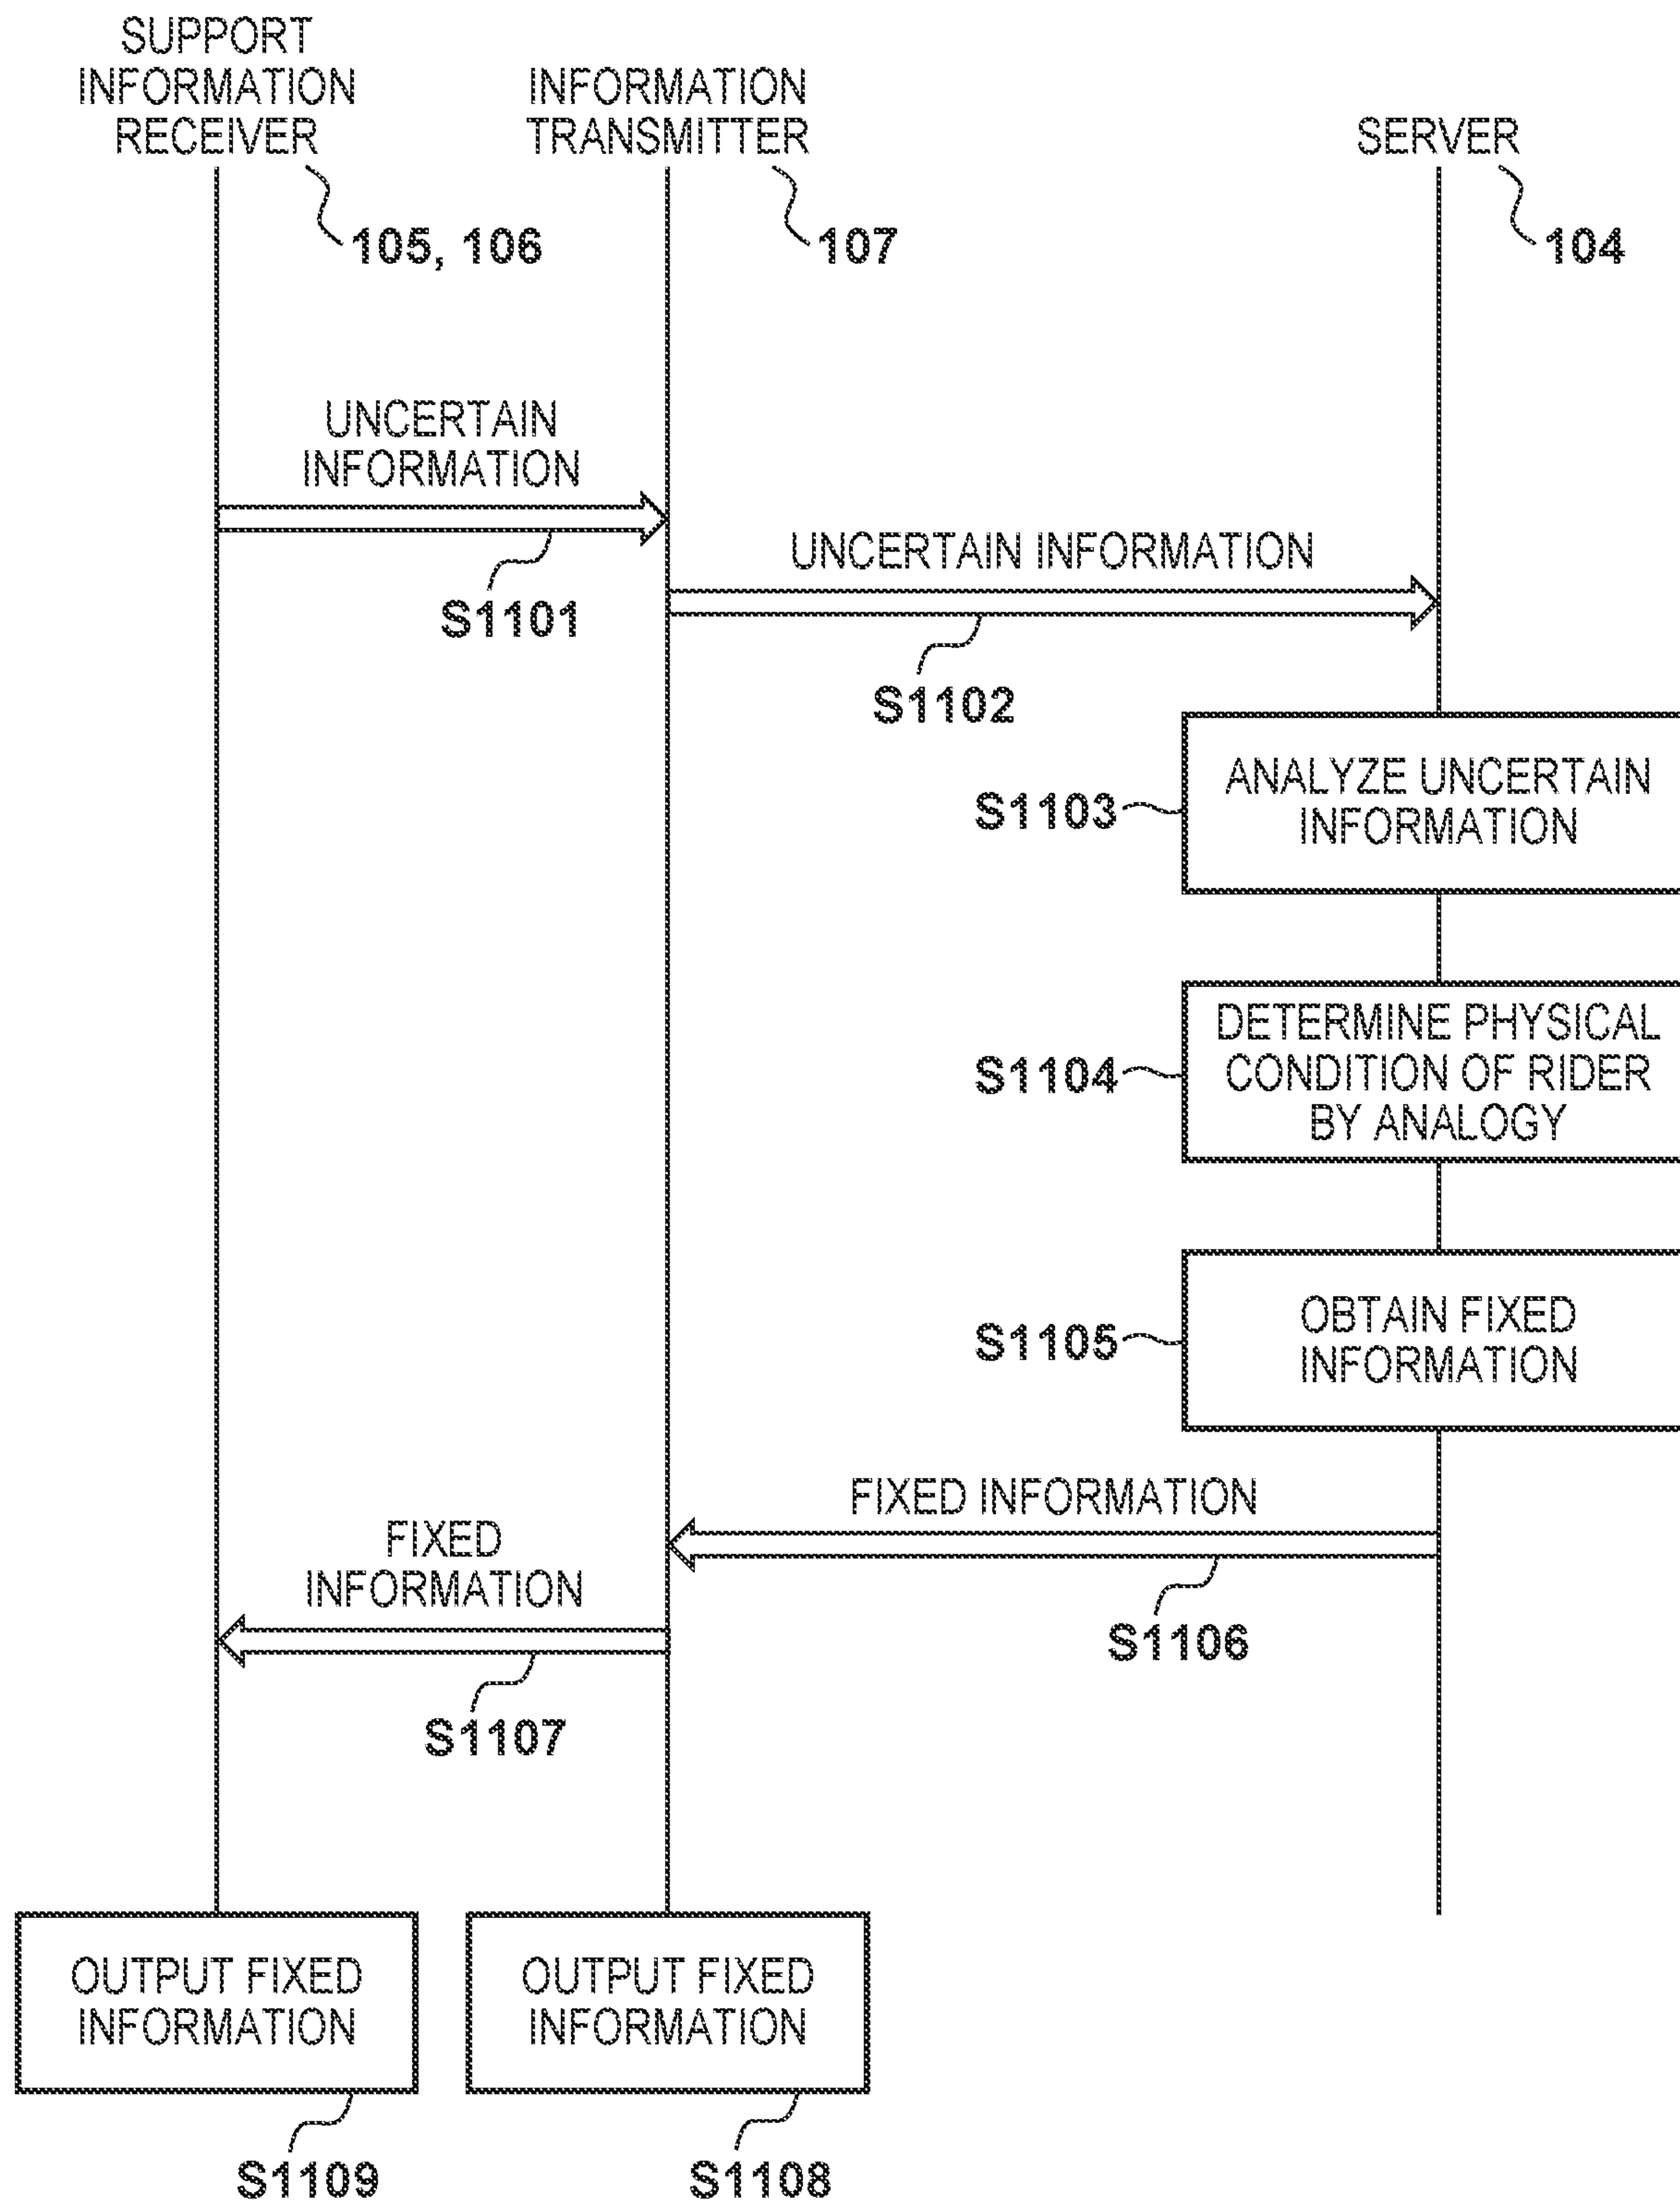 SUPPORT
INFORMATION
RECEIVER
105, 106
INFORMATION
TRANSMITTER
107
SERVER
104
UNCERTAIN
INFORMATION
S1101
UNCERTAIN INFORMATION
S1102
S1103
ANALYZE UNCERTAIN
INFORMATION
S1104
DETERMINE PHYSICAL
CONDITION OF RIDER
BY ANALOGY
S1105
OBTAIN FIXED
INFORMATION
FIXED INFORMATION
S1106
FIXED
INFORMATION
S1107
OUTPUT FIXED
INFORMATION
S1109
OUTPUT FIXED
INFORMATION
S1108